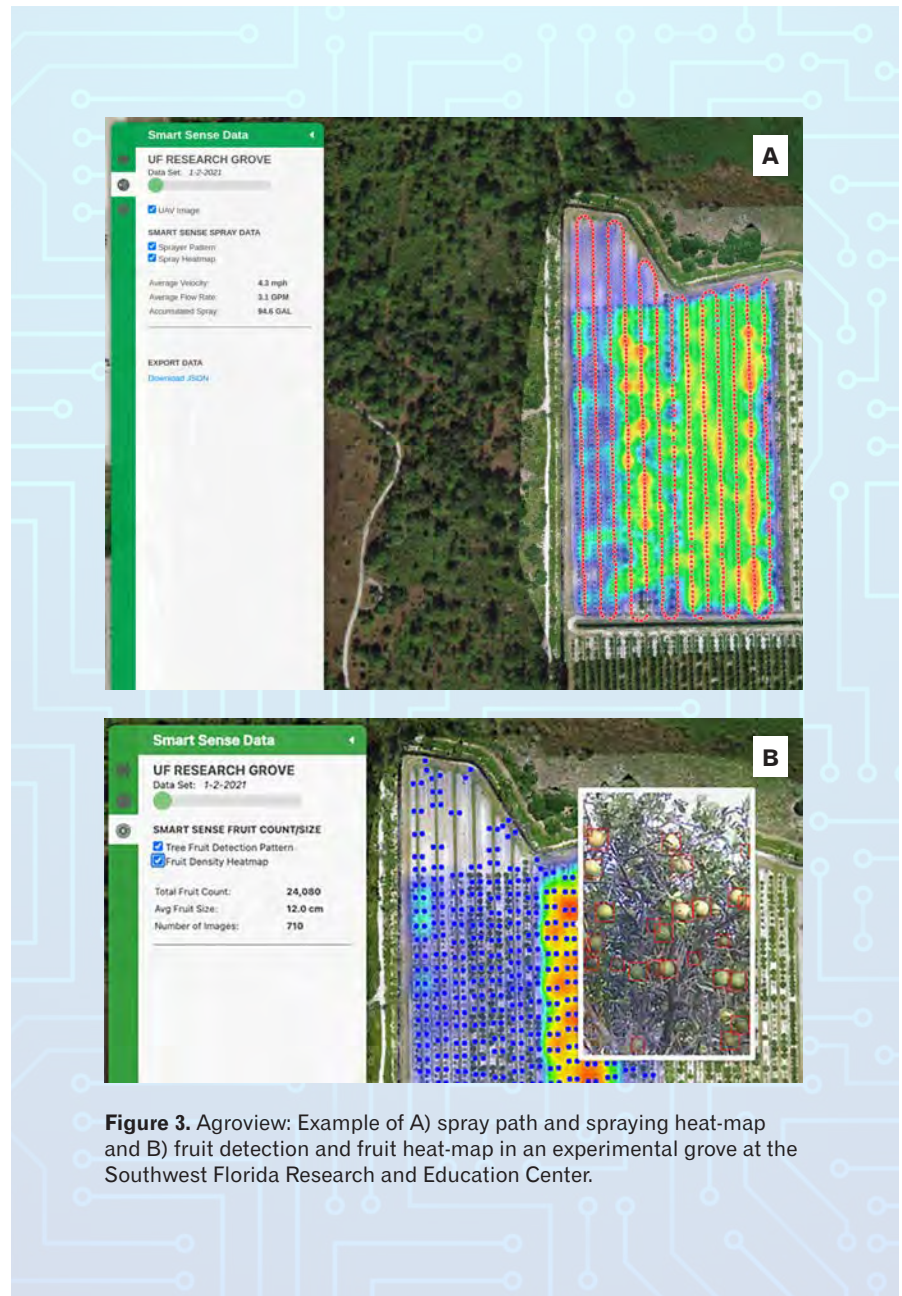 Smart Sense Data
A
UF RESEARCH GROVE
Data Set: 1-2-2021
UAV Image
SMART SENSE SPRAY DATA
Sprayer Pattern
Spray Heatmap
Average Velocity: 4.3 mph
Average Flow Rate: 3.1 GPM
Accumulated Spray: 94.6 GAL
EXPORT DATA
Download JSON
Smart Sense Data
B
UF RESEARCH GROVE
Data Set: 1-2-2021
SMART SENSE FRUIT COUNT/SIZE
Tree Fruit Detection Pattern
Fruit Density Heatmap
Total Fruit Count: 24,080
Avg Fruit Size: 12.0 cm
Number of Images: 710
Figure 3. Agroview: Example of A) spray path and spraying heat-map
and B) fruit detection and fruit heat-map in an experimental grove at the
Southwest Florida Research and Education Center.